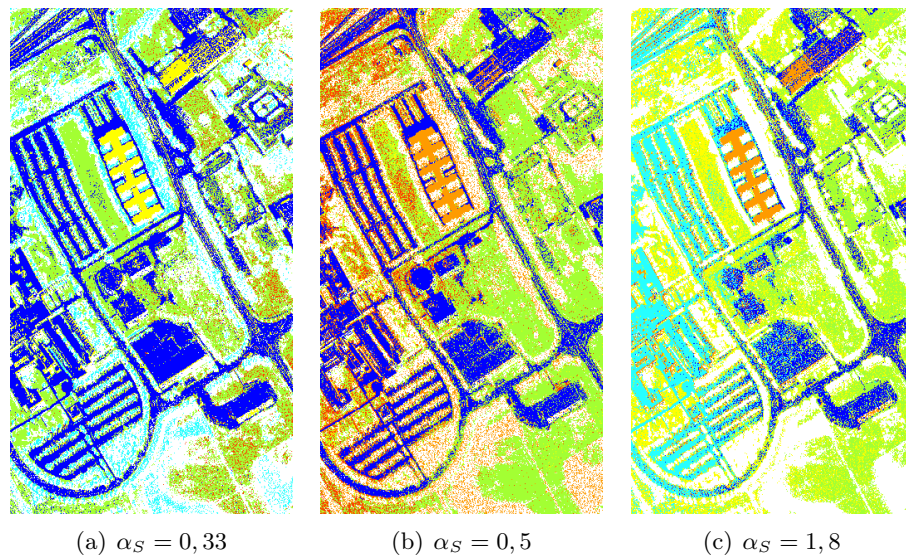 (a) α_S = 0,33 (b) α_S = 0,5 (c) α_S = 1,8